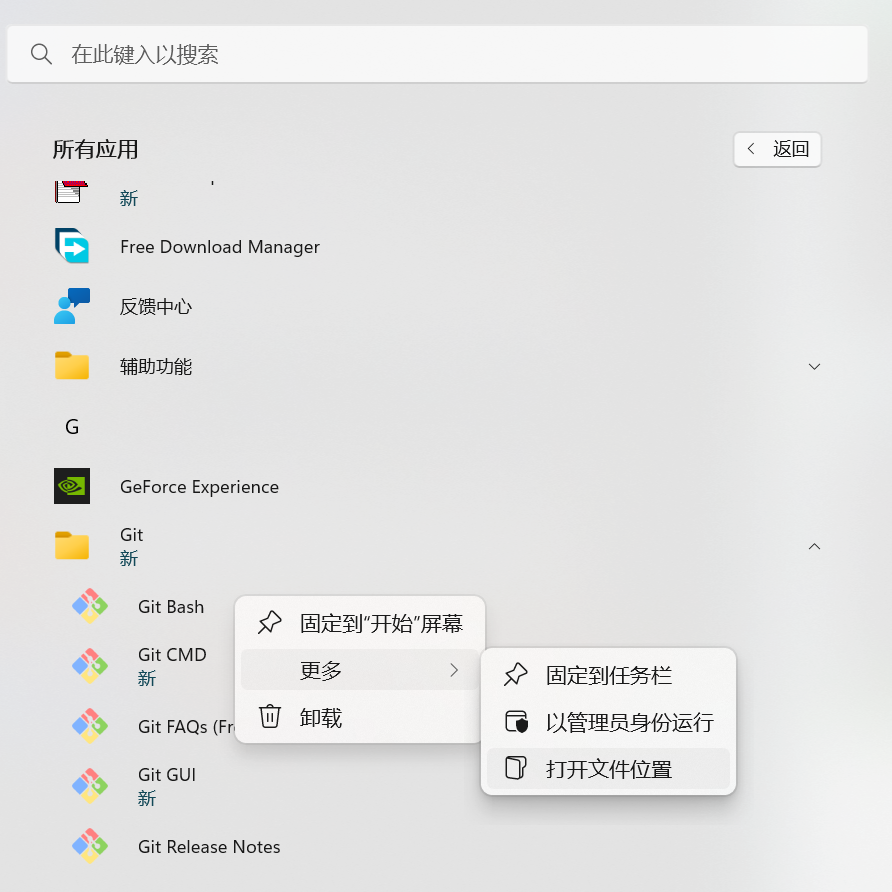 在此键入以搜索
所有应用
返回
新
Free Download Manager
反馈中心
辅助功能
G
GeForce Experience
Git
新
Git Bash
Git CMD
新
Git FAQs (Fr
Git GUI
新
Git Release Notes
固定到“开始”屏幕
更多
卸载
固定到任务栏
以管理员身份运行
打开文件位置